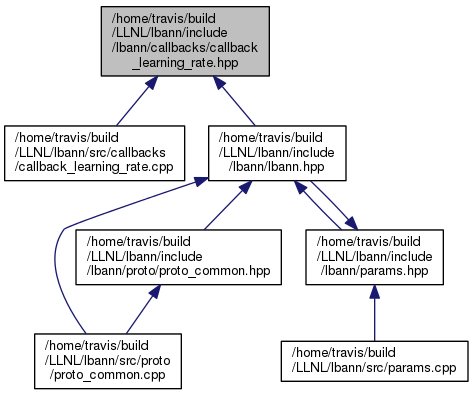 /home/travis/build
/LLNL/lbann/include
/lbann/callbacks/callback
_learning_rate.hpp
/home/travis/build
/LLNL/lbann/src/callbacks
/callback_learning_rate.cpp
/home/travis/build
/LLNL/lbann/include
/lbann/lbann.hpp
/home/travis/build
/LLNL/lbann/include
/lbann/proto/proto_common.hpp
/home/travis/build
/LLNL/lbann/include
/lbann/params.hpp
/home/travis/build
/LLNL/lbann/src/proto
/proto_common.cpp
/home/travis/build
/LLNL/lbann/src/params.cpp